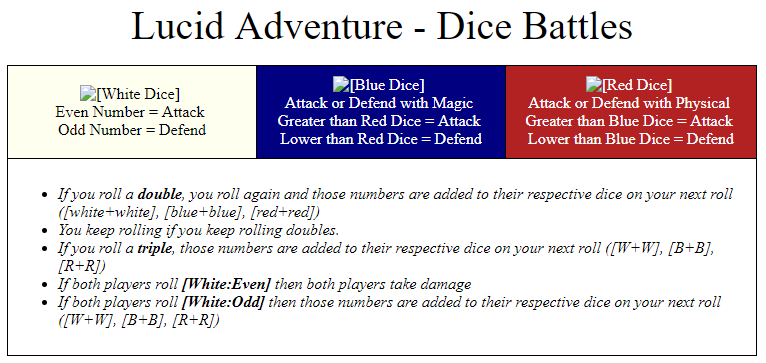 Lucid Adventure - Dice Battles
[White Dice]
Even Number = Attack
Odd Number = Defend
[Blue Dice]
Attack or Defend with Magic
Greater than Red Dice = Attack
Lower than Red Dice = Defend
[Red Dice]
Attack or Defend with Physical
Greater than Blue Dice = Attack
Lower than Blue Dice = Defend
• If you roll a double, you roll again and those numbers are added to their respective dice on your next roll
([white+white], [blue+blue], [red+red])
• You keep rolling if you keep rolling doubles.
• If you roll a triple, those numbers are added to their respective dice on your next roll ([W+W], [B+B],
[R+R])
• If both players roll [White:Even] then both players take damage
• If both players roll [White:Odd] then those numbers are added to their respective dice on your next roll
([W+W], [B+B], [R+R])